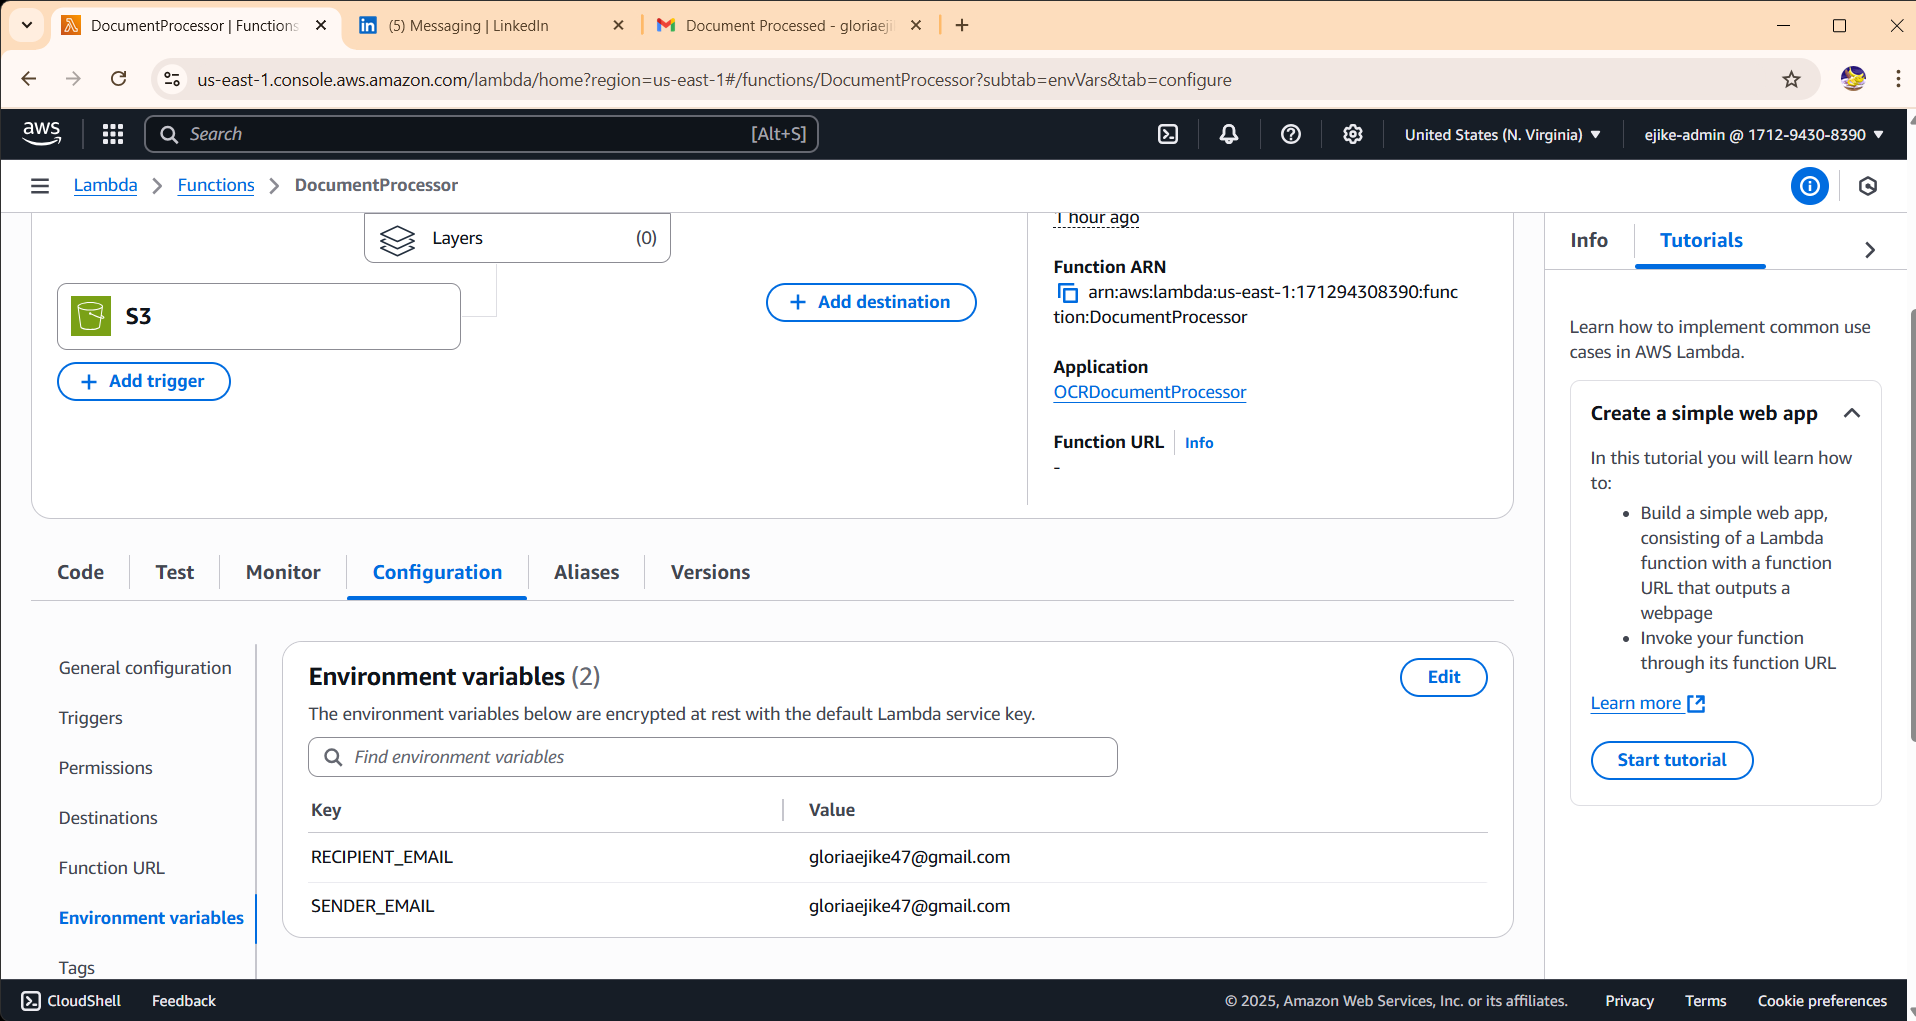 DocumentProcessor | Functions
(5) Messaging | LinkedIn
Document Processed - gloriaeji
us-east-1.console.aws.amazon.com/lambda/home?region=us-east-1#/functions/DocumentProcessor?subtab=envVars&tab=configure
aws
Search
[Alt+S]
United States (N. Virginia)
ejike-admin @ 1712-9430-8390
Lambda
Functions
DocumentProcessor
Layers
(0)
S3
Add trigger
Add destination
1 hour ago
Function ARN
arn:aws:lambda:us-east-1:171294308390:func
tion:DocumentProcessor
Application
OCRDocumentProcessor
Function URL
Info
-
Code
Test
Monitor
Configuration
Aliases
Versions
General configuration
Triggers
Permissions
Destinations
Function URL
Environment variables
Tags
Environment variables (2)
Edit
The environment variables below are encrypted at rest with the default Lambda service key.
Find environment variables
Key
Value
RECIPIENT_EMAIL
gloriaejike47@gmail.com
SENDER_EMAIL
gloriaejike47@gmail.com
Info
Tutorials
Learn how to implement common use
cases in AWS Lambda.
Create a simple web app
In this tutorial you will learn how
to:
• Build a simple web app,
consisting of a Lambda
function with a function
URL that outputs a
webpage
• Invoke your function
through its function URL
Learn more
Start tutorial
CloudShell
Feedback
© 2025, Amazon Web Services, Inc. or its affiliates.
Privacy
Terms
Cookie preferences